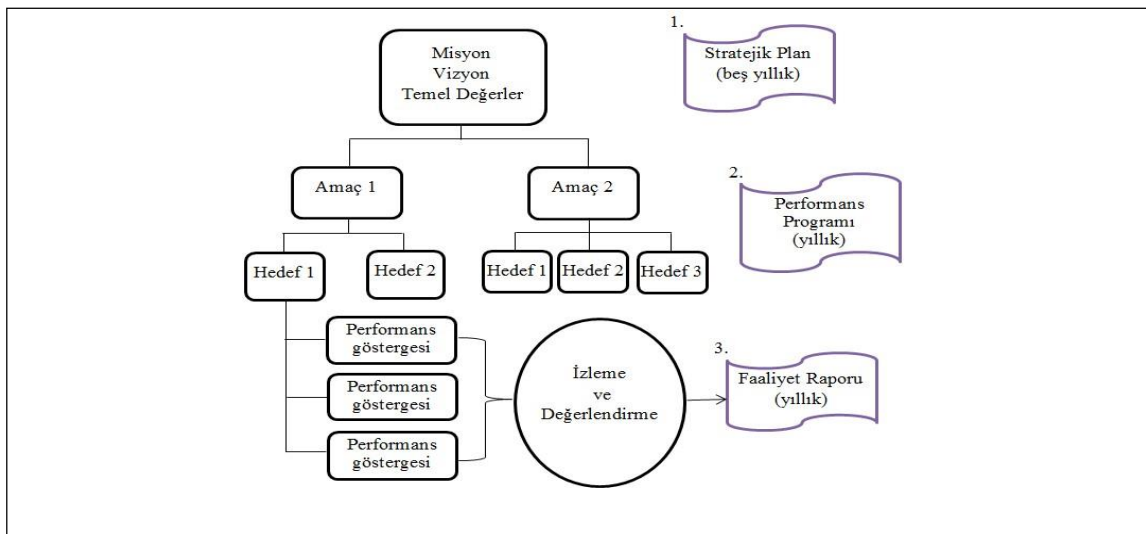 Misyon
Vizyon
Temel Değerler
1.
Stratejik Plan
(beş yıllık)
Amaç 1
Amaç 2
2.
Performans
Programı
(yıllık)
Hedef 1
Hedef 2
Hedef 1
Hedef 2
Hedef 3
Performans
göstergesi
Performans
göstergesi
Performans
göstergesi
İzleme
ve
Değerlendirme
3.
Faaliyet Raporu
(yıllık)